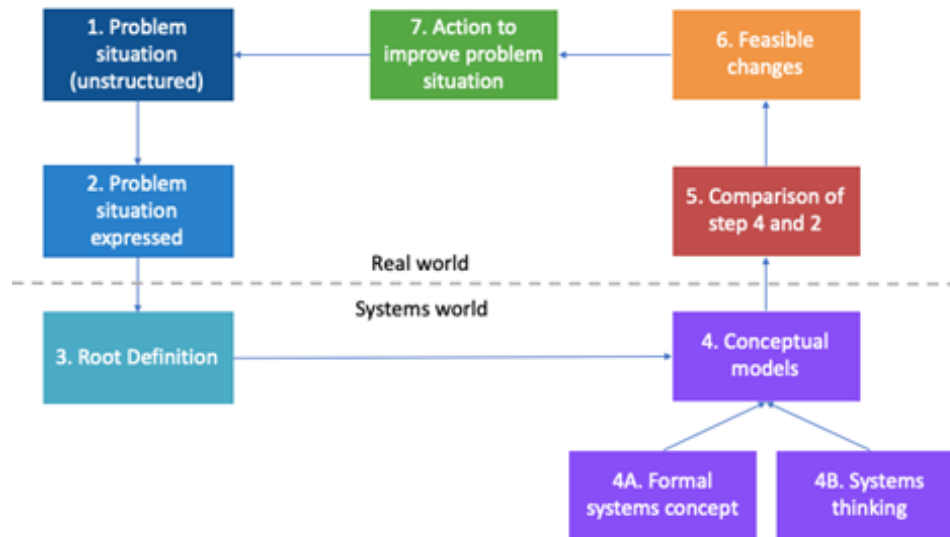 1. Problem
situation
(unstructured)
7. Action to
improve problem
situation
6. Feasible
changes
2. Problem
situation
expressed
5. Comparison of
step 4 and 2
Real world
Systems world
3. Root Definition
4. Conceptual
models
4A. Formal
systems concept
4B. Systems
thinking